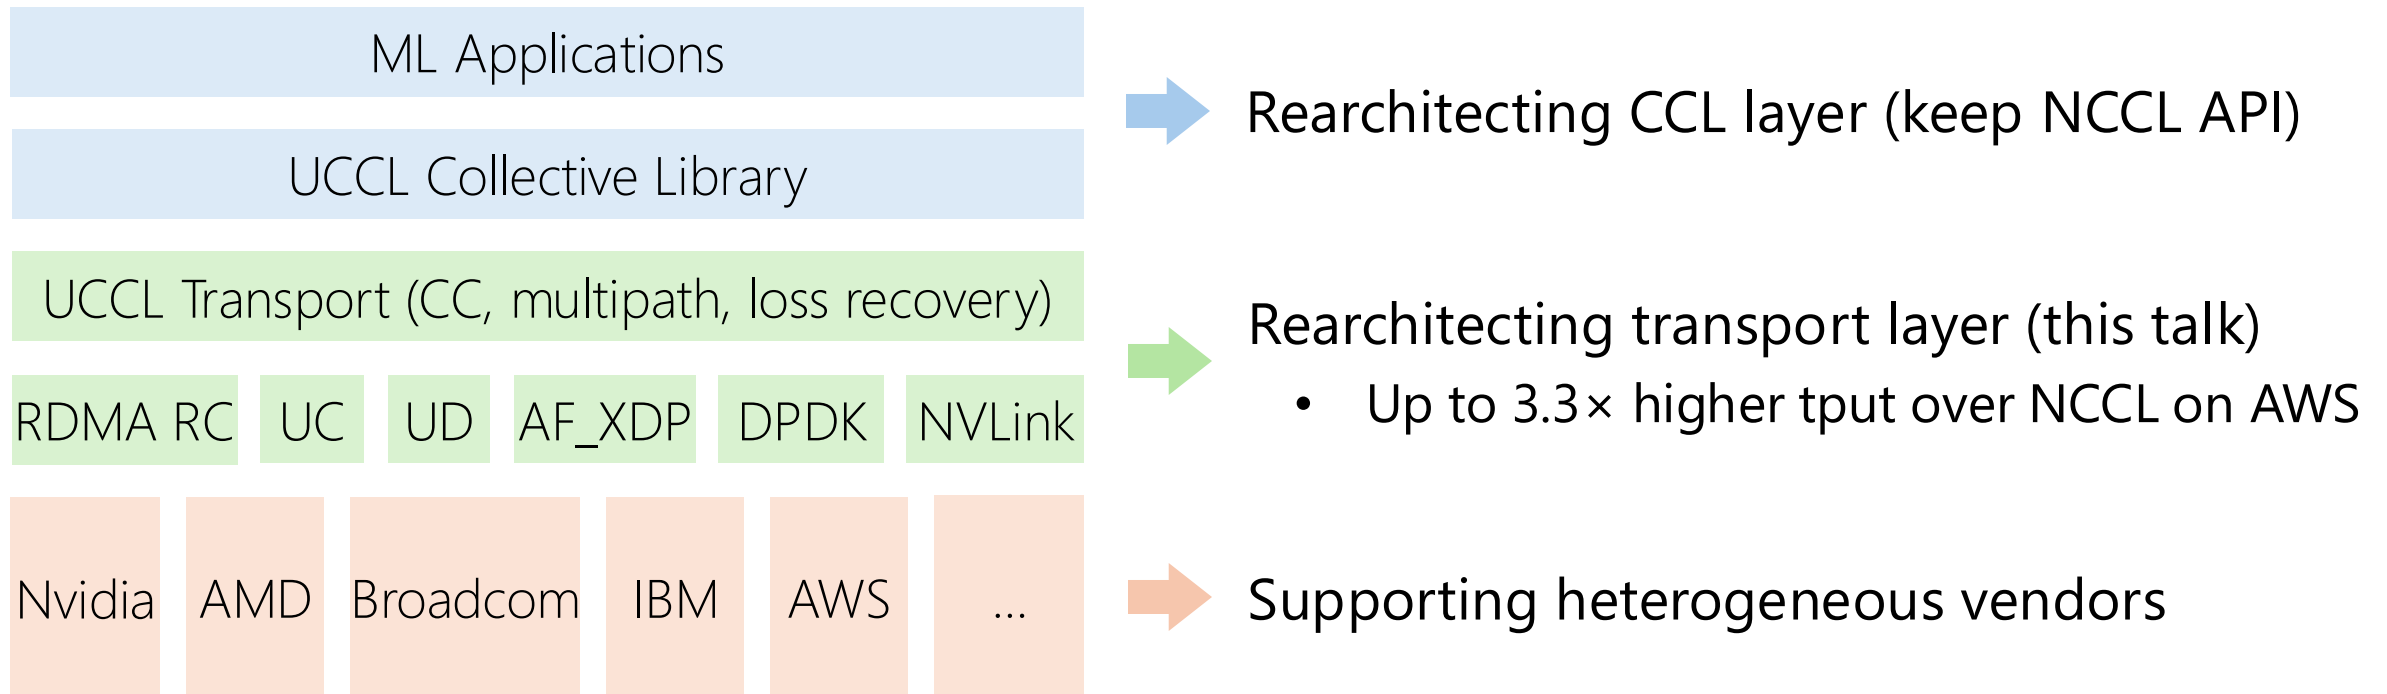 ML Applications
UCCL Collective Library
UCCL Transport (CC, multipath, loss recovery)
RDMA RC UC UD AF_XDP DPDK NVLink
Nvidia AMD Broadcom IBM AWS ...
Rearchitecting CCL layer (keep NCCL API)
Rearchitecting transport layer (this talk)
• Up to 3.3× higher tput over NCCL on AWS
Supporting heterogeneous vendors